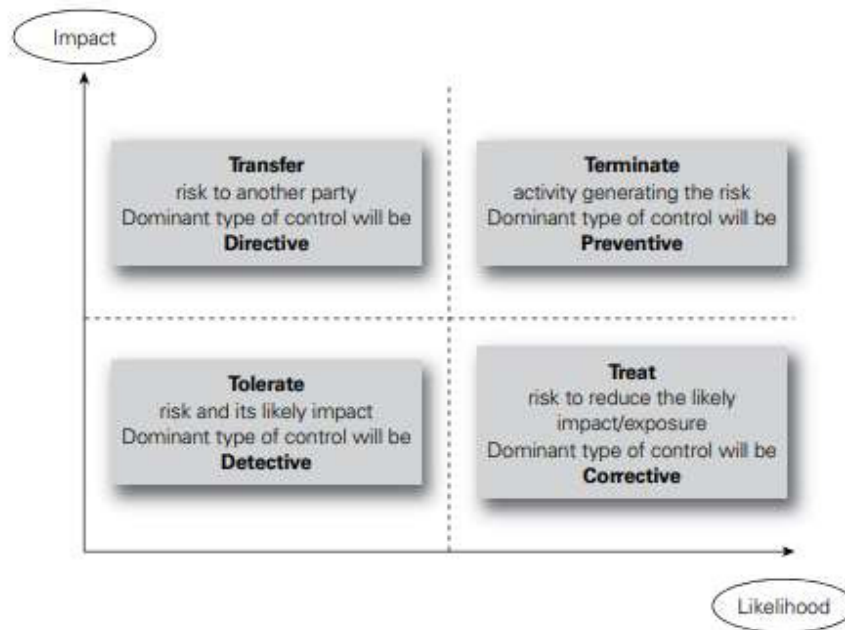 Impact
Transfer
risk to another party
Dominant type of control will be
Directive
Terminate
activity generating the risk
Dominant type of control will be
Preventive
Tolerate
risk and its likely impact
Dominant type of control will be
Detective
Treat
risk to reduce the likely
impact/exposure
Dominant type of control will be
Corrective
Likelihood